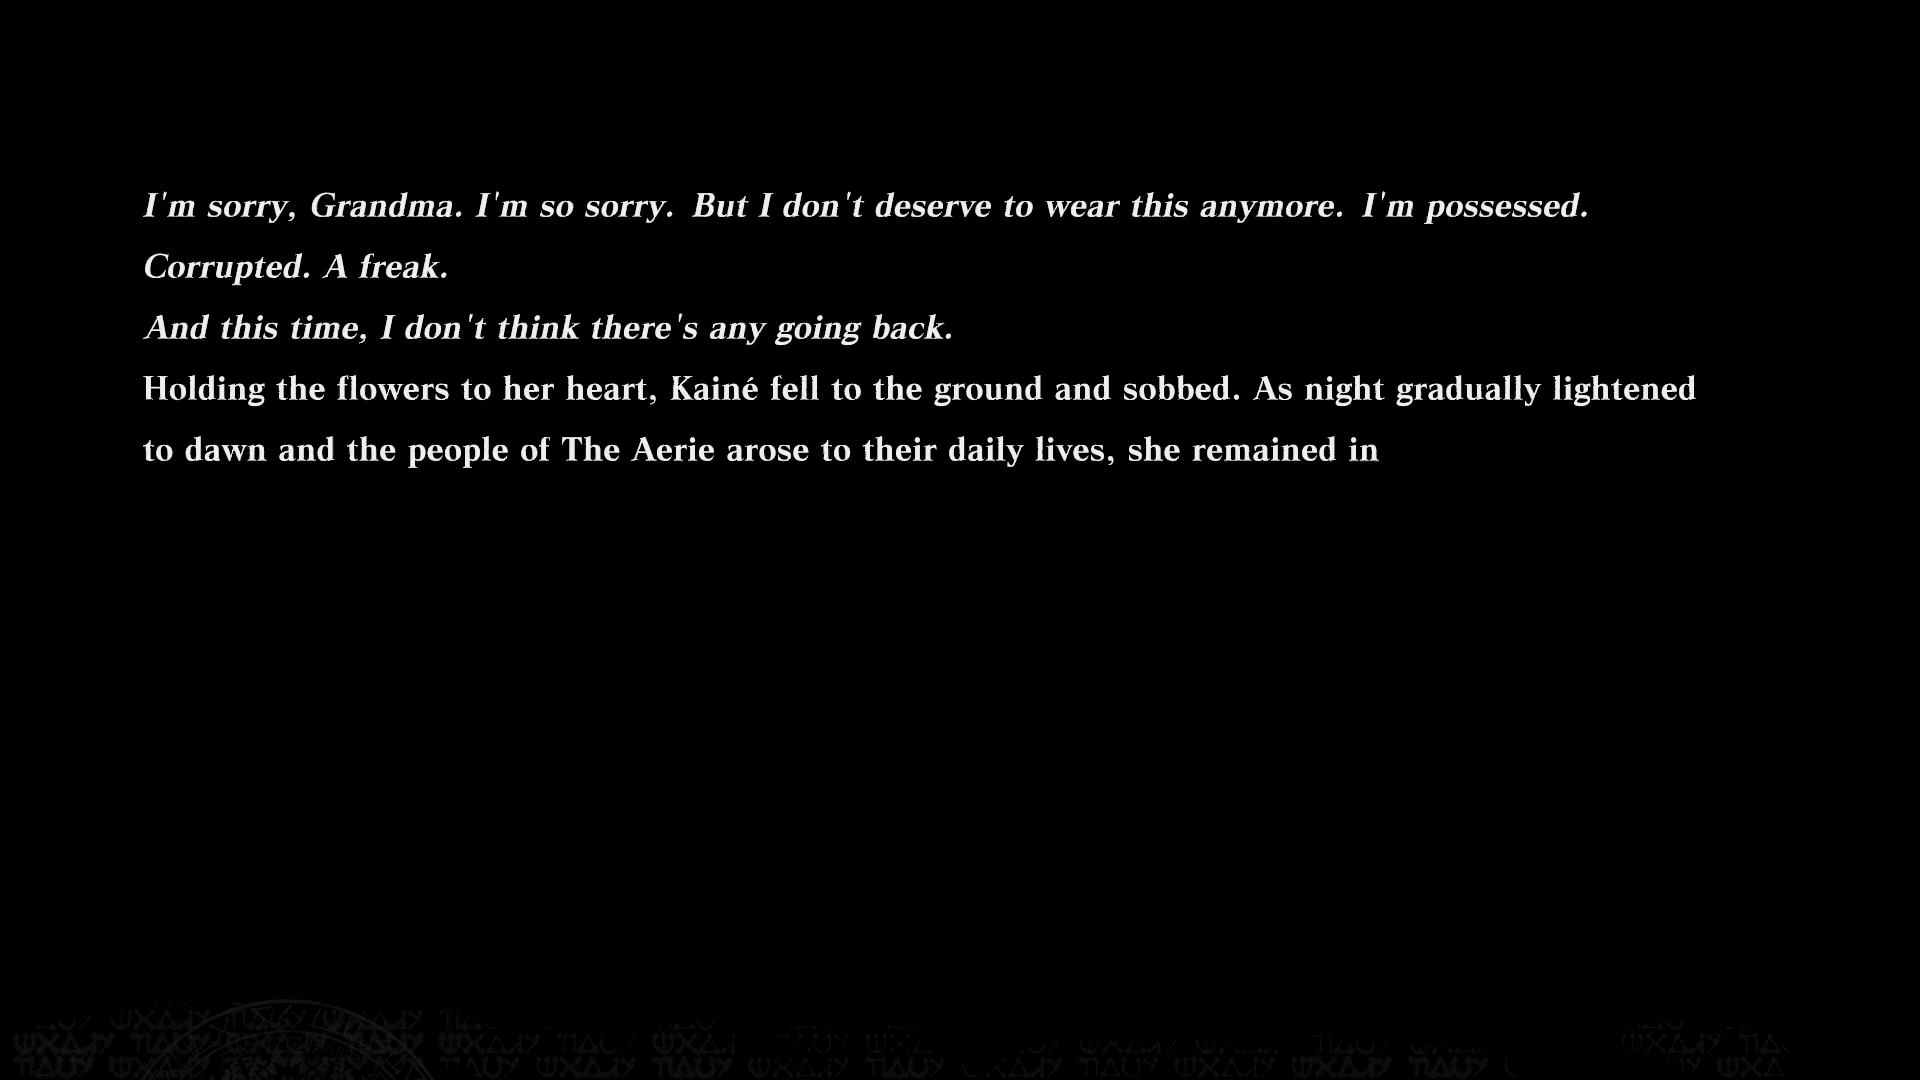 I'm sorry, Grandma. I'm so sorry. But I don't deserve to wear this anymore. I'm possessed.
Corrupted. A freak.
And this time, I don't think there's any going back.
Holding the flowers to her heart, Kainé fell to the ground and sobbed. As night gradually lightened
to dawn and the people of The Aerie arose to their daily lives, she remained in